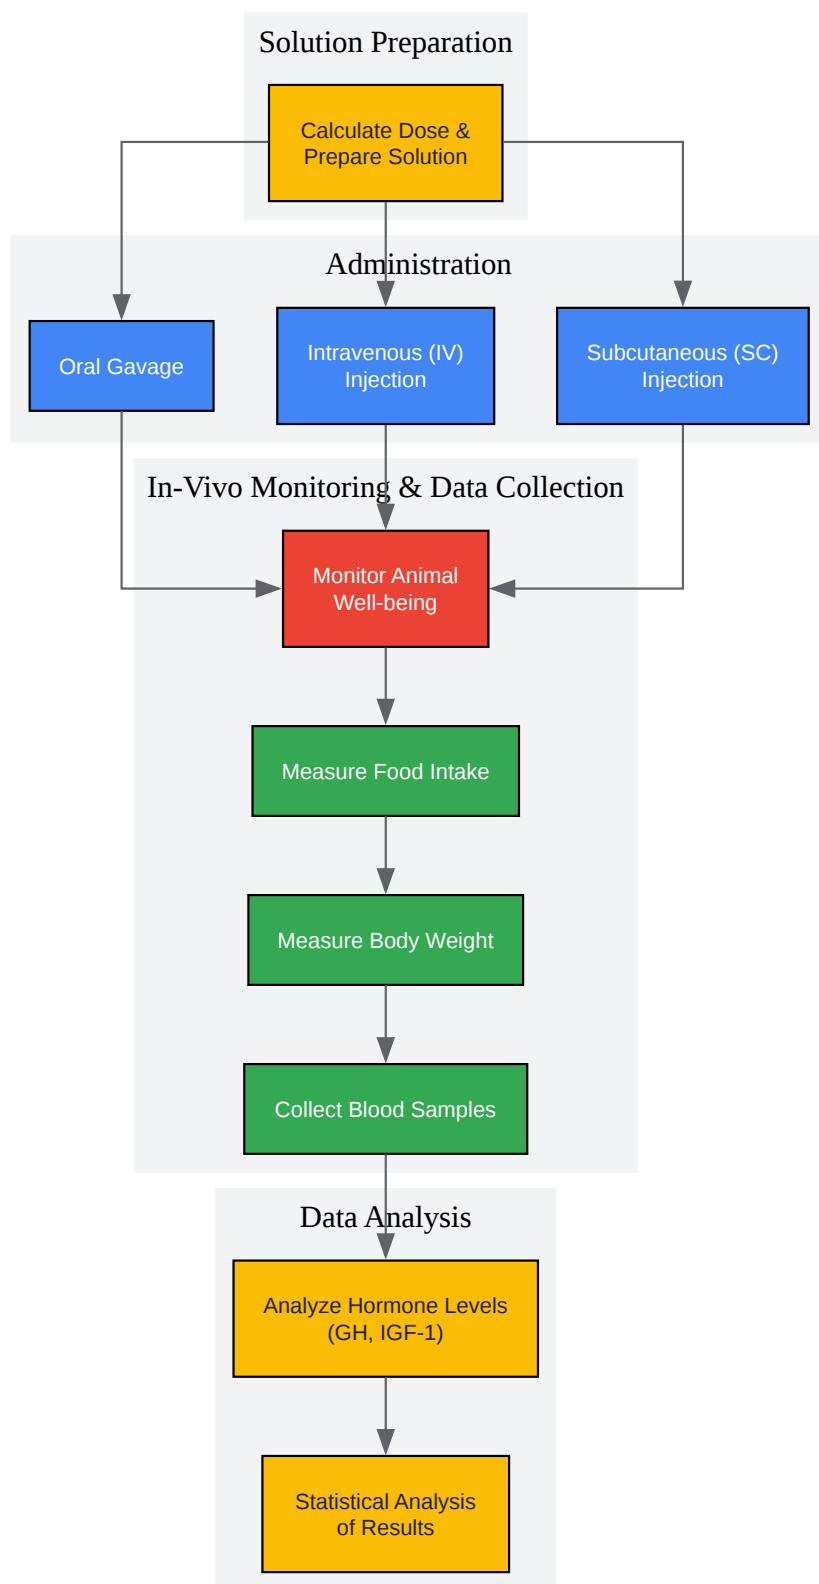 Solution Preparation
Calculate Dose &
Prepare Solution
Administration
Oral Gavage
Intravenous (IV)
Injection
Subcutaneous (SC)
Injection
In-Vivo Monitoring & Data Collection
Monitor Animal
Well-being
Measure Food Intake
Measure Body Weight
Collect Blood Samples
Data Analysis
Analyze Hormone Levels
(GH, IGF-1)
Statistical Analysis
of Results